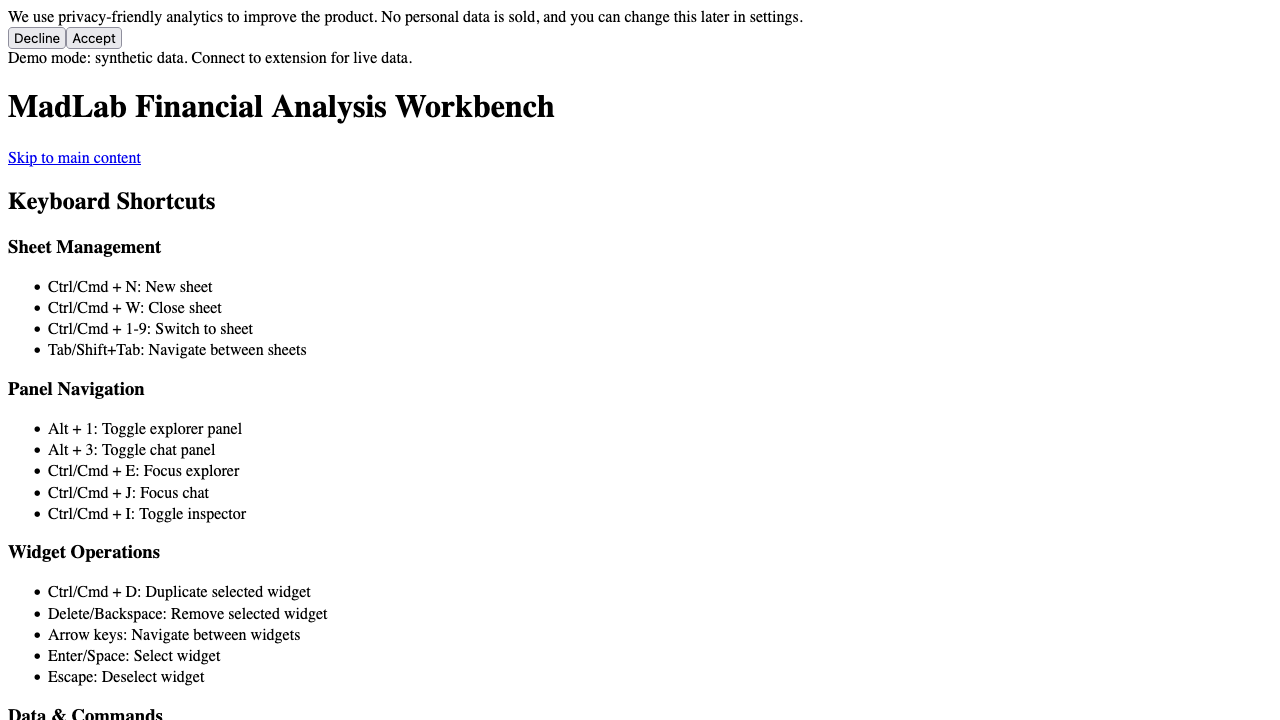 We use privacy-friendly analytics to improve the product. No personal data is sold, and you can change this later in settings.
Decline Accept
Demo mode: synthetic data. Connect to extension for live data.
MadLab Financial Analysis Workbench
Skip to main content
Keyboard Shortcuts
Sheet Management
Ctrl/Cmd + N: New sheet
Ctrl/Cmd + W: Close sheet
Ctrl/Cmd + 1-9: Switch to sheet
Tab/Shift+Tab: Navigate between sheets
Panel Navigation
Alt + 1: Toggle explorer panel
Alt + 3: Toggle chat panel
Ctrl/Cmd + E: Focus explorer
Ctrl/Cmd + J: Focus chat
Ctrl/Cmd + I: Toggle inspector
Widget Operations
Ctrl/Cmd + D: Duplicate selected widget
Delete/Backspace: Remove selected widget
Arrow keys: Navigate between widgets
Enter/Space: Select widget
Escape: Deselect widget
Data & Commands